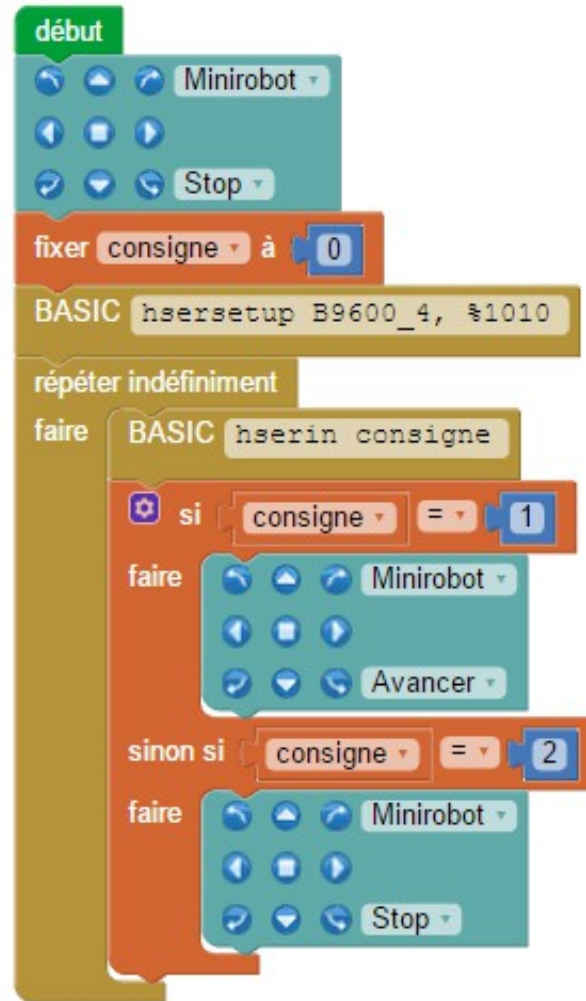 début
Minirobot
Stop
fixer consigne à 0
BASIC hsersetup B9600_4, %1010
répéter indéfiniment
faire BASIC hserin consigne
si consigne = 1
faire Minirobot
Avancer
sinon si consigne = 2
faire Minirobot
Stop